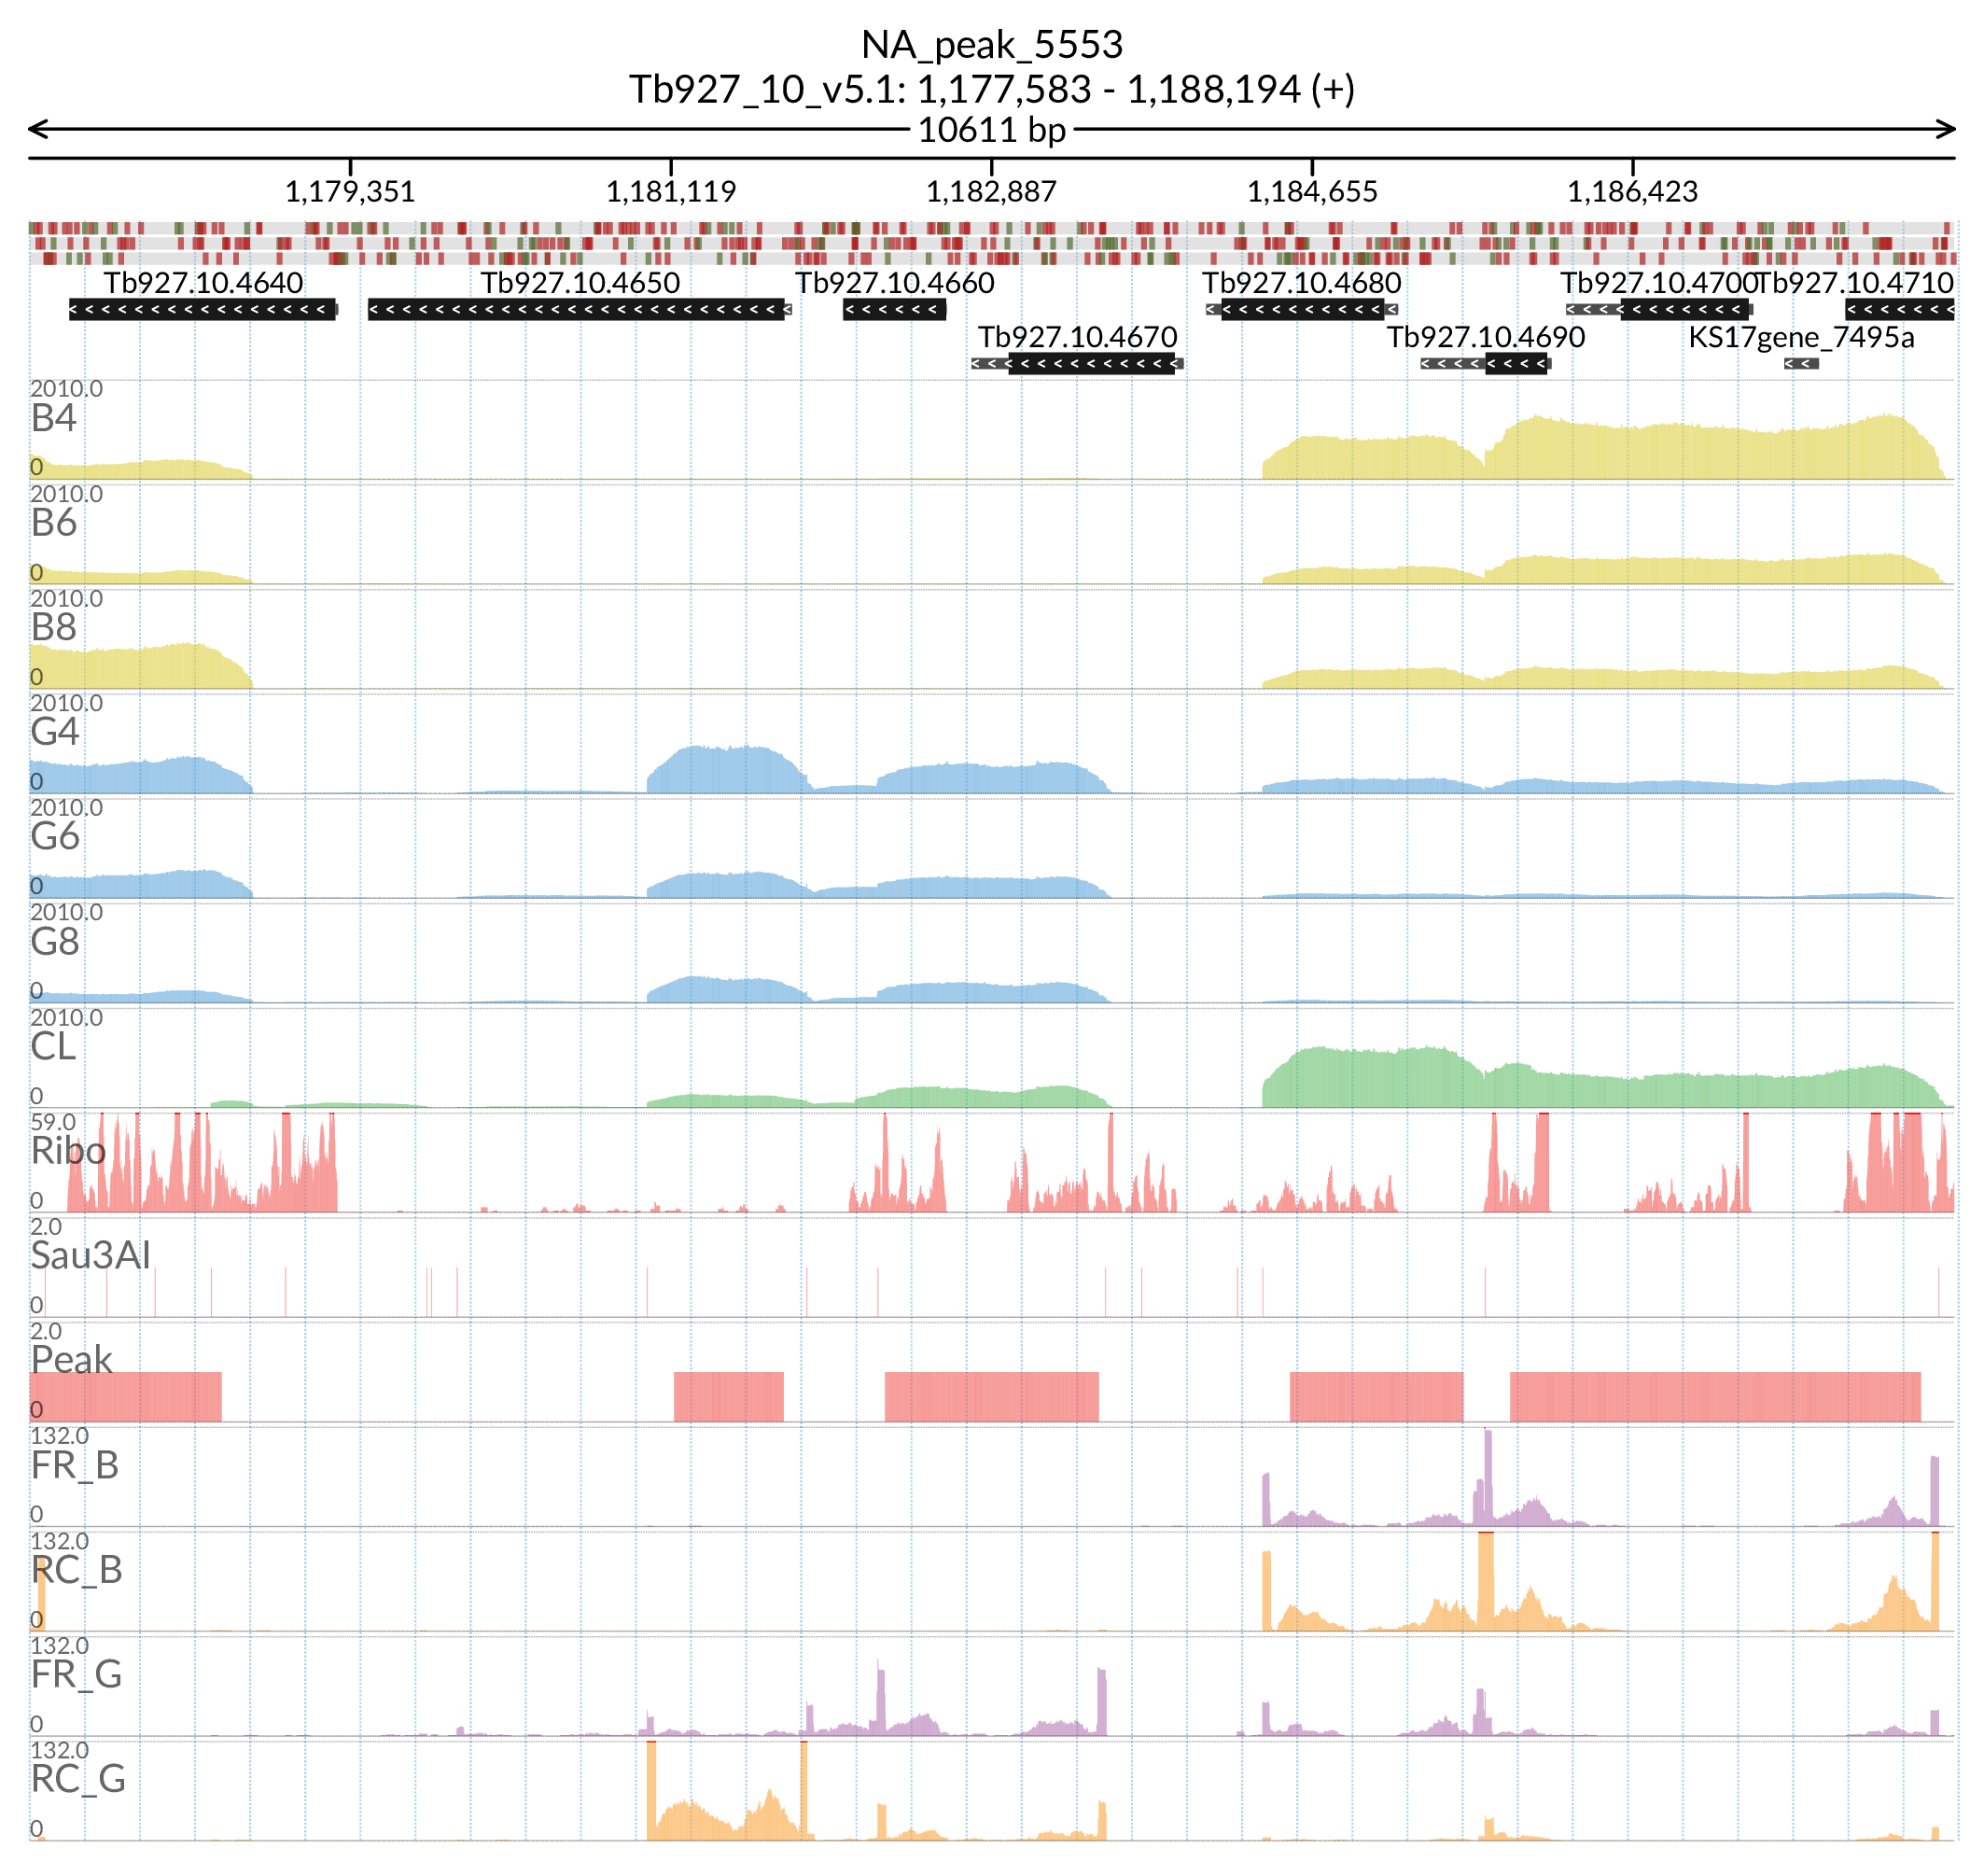 NA_peak_5553
Tb927_10_v5.1: 1,177,583 - 1,188,194 (+)
10611 bp
1,179,351 1,181,119 1,182,887 1,184,655 1,186,423
Tb927.10.4640 Tb927.10.4650 Tb927.10.4660 Tb927.10.4680 Tb927.10.4700 Tb927.10.4710
Tb927.10.4670 Tb927.10.4690 KS17gene_7495a
2010.0
B4
0
2010.0
B6
0
2010.0
B8
0
2010.0
G4
0
2010.0
G6
0
2010.0
G8
0
2010.0
CL
0
59.0
Ribo
0
2.0
Sau3AI
0
2.0
Peak
0
132.0
FR_B
0
132.0
RC_B
0
132.0
FR_G
0
132.0
RC_G
0